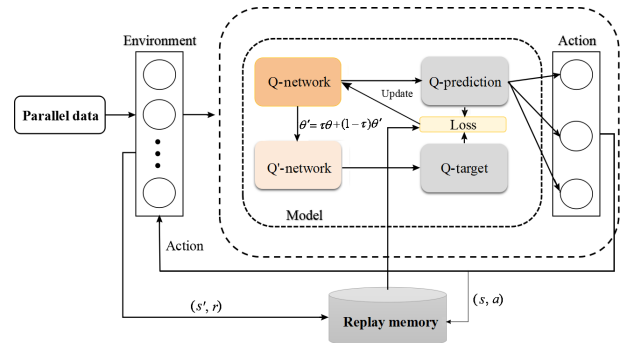 Environment
Action
Q-network
Q-prediction
Update
Parallel data
θ′= τθ+(1−τ)θ′
Loss
Q'-network
Q-target
Model
Action
(s′, r)
(s, a)
Replay memory